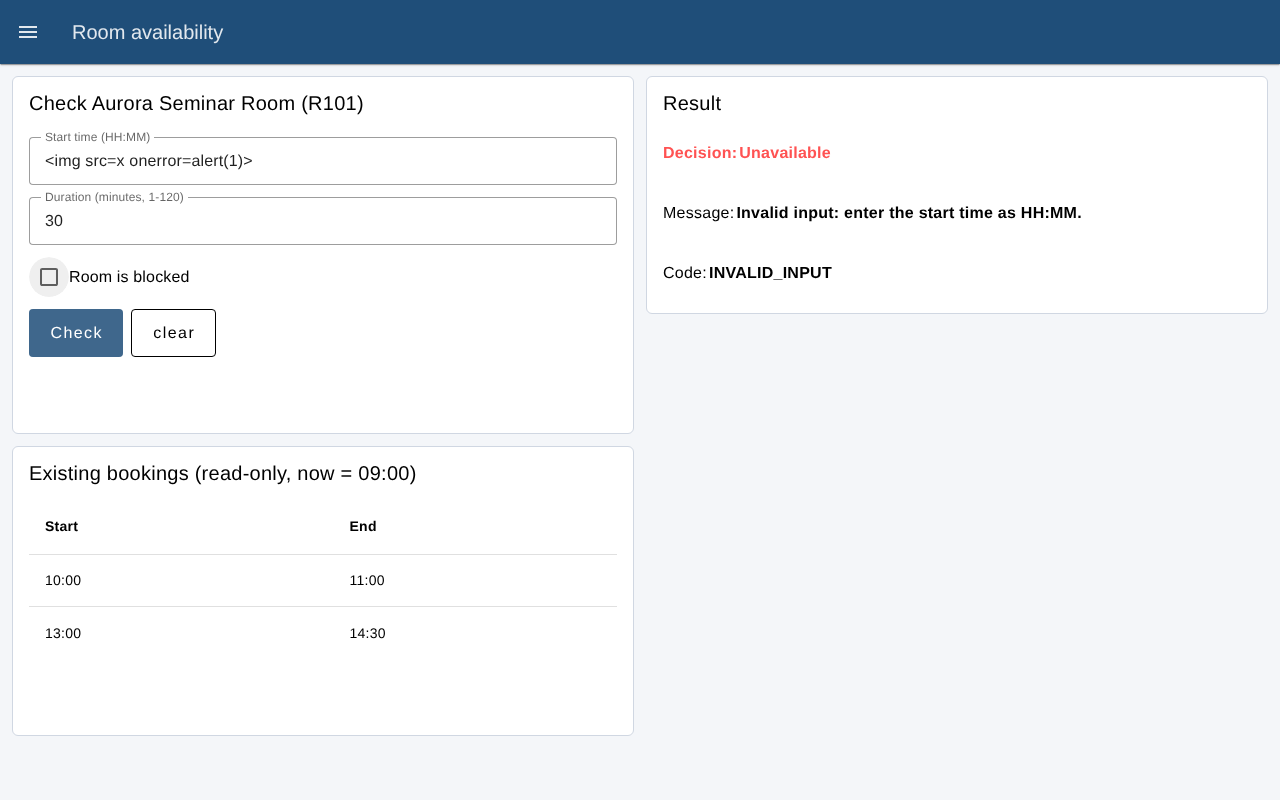 Room availability
Check Aurora Seminar Room (R101)
Start time (HH:MM)
<img src=x onerror=alert(1)>
Duration (minutes, 1-120)
30
Room is blocked
Check clear
Existing bookings (read-only, now = 09:00)
Start End
10:00 11:00
13:00 14:30
Result
Decision: Unavailable
Message: Invalid input: enter the start time as HH:MM.
Code: INVALID_INPUT